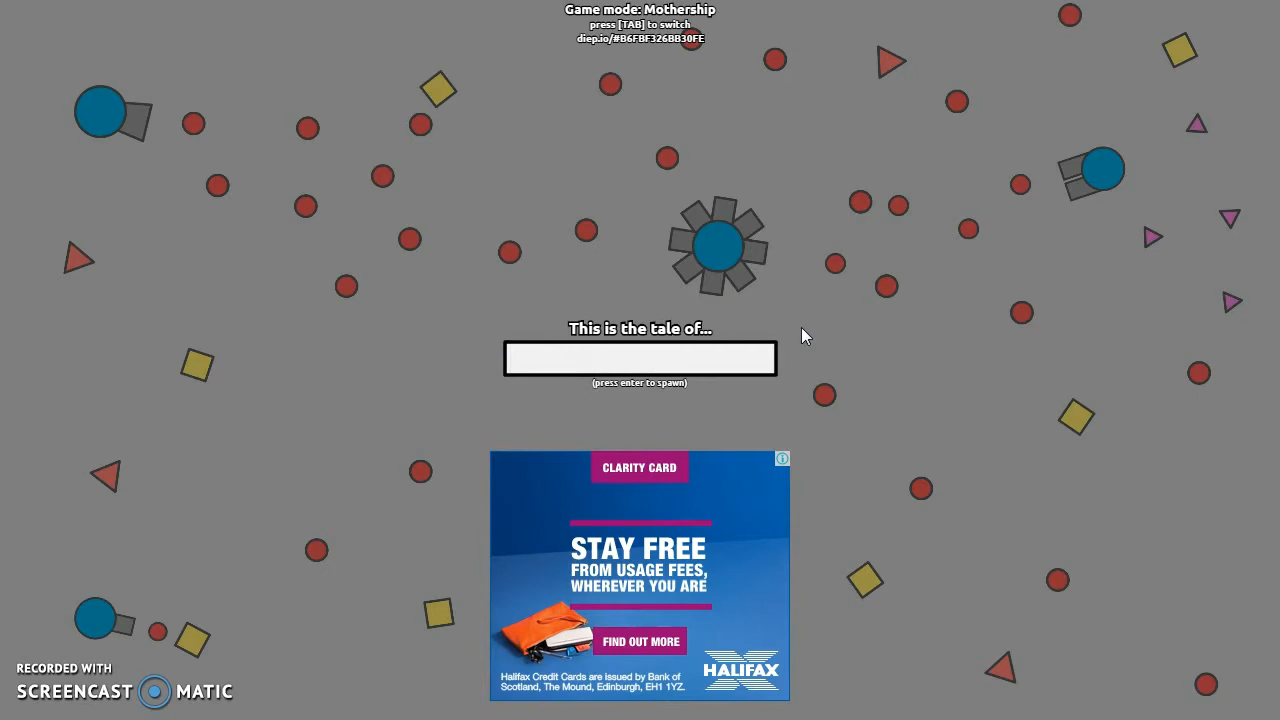 Game mode: Mothership
press [TAB] to switch
diep.io/#B6FBF326BB30FE
This is the tale of...
(press enter to spawn)
CLARITY CARD
STAY FREE
FROM USAGE FEES,
WHEREVER YOU ARE
FIND OUT MORE
HALIFAX
Halifax Credit Cards are issued by Bank of
Scotland, The Mound, Edinburgh, EH1 1YZ.
RECORDED WITH
SCREENCAST MATIC